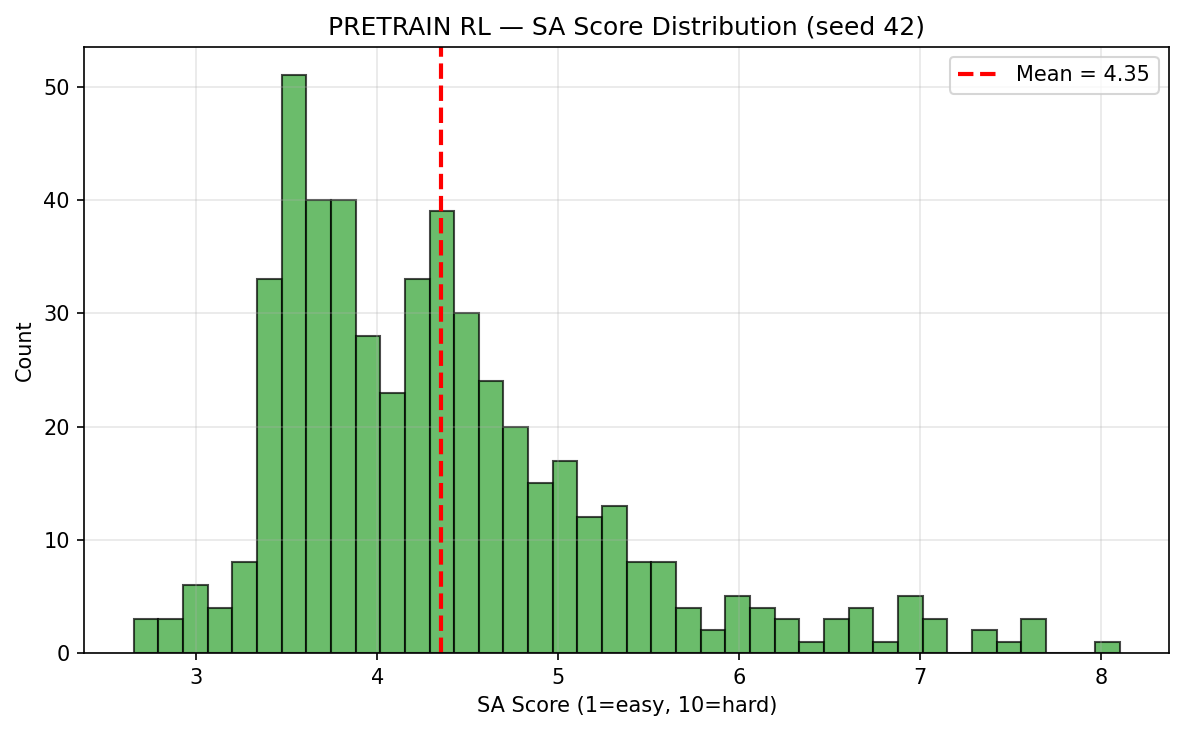 PRETRAIN RL — SA Score Distribution (seed 42)
Mean = 4.35
50
40
30
20
10
0
Count
3 4 5 6 7 8
SA Score (1=easy, 10=hard)